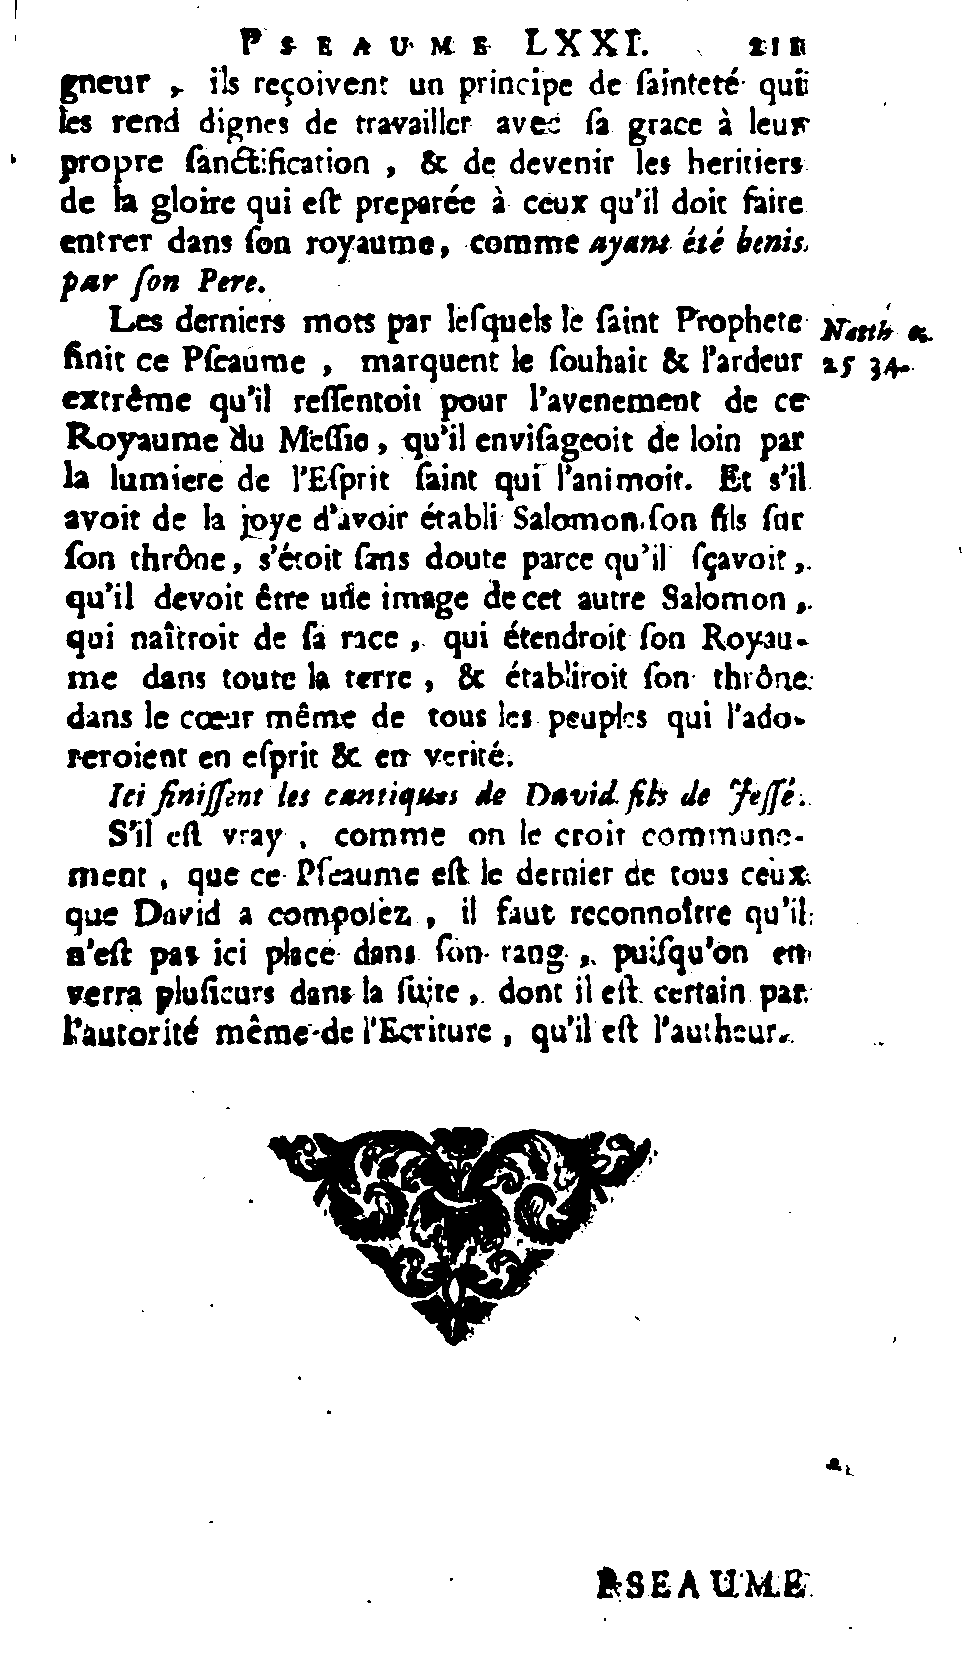 PSEAUME LXXI. 211
gneur, ils reçoivent un principe de ſainteté qui
les rend dignes de travailler avec ſa grace à leur
propre ſanctification, & de devenir les heritiers
de la gloire qui eſt preparée à ceux qu'il doit faire
entrer dans ſon royaume, comme ayant été benis
par ſon Pere.
Les derniers mots par leſquels le ſaint Prophete
finit ce Pſeaume, marquent le ſouhait & l'ardeur
extrême qu'il reſſentoit pour l'avenement de ce
Royaume du Meſſie, qu'il enviſageoit de loin par
la lumiere de l'Eſprit ſaint qui l'animoit. Et s'il
avoit de la joye d'avoir établi Salomon ſon fils ſur
ſon thrône, s'étoit ſans doute parce qu'il ſçavoit,
qu'il devoit être une image de cet autre Salomon,
qui naîtroit de ſa race, qui étendroit ſon Royau-
me dans toute la terre, & établiroit ſon thrône
dans le cœur même de tous les peuples qui l'ado-
reroient en eſprit & en verité.
Ici finiſſent les cantiques de David fils de Jeſſé.
S'il eſt vray, comme on le croit commune-
ment, que ce Pſeaume eſt le dernier de tous ceux
que David a compoſez, il faut reconnoître qu'il
n'eſt pas ici placé dans ſon rang, puiſqu'on en
verra pluſieurs dans la ſuite, dont il eſt certain par
l'autorité même de l'Ecriture, qu'il eſt l'autheur.
Matth
25 34.
PSEAUME